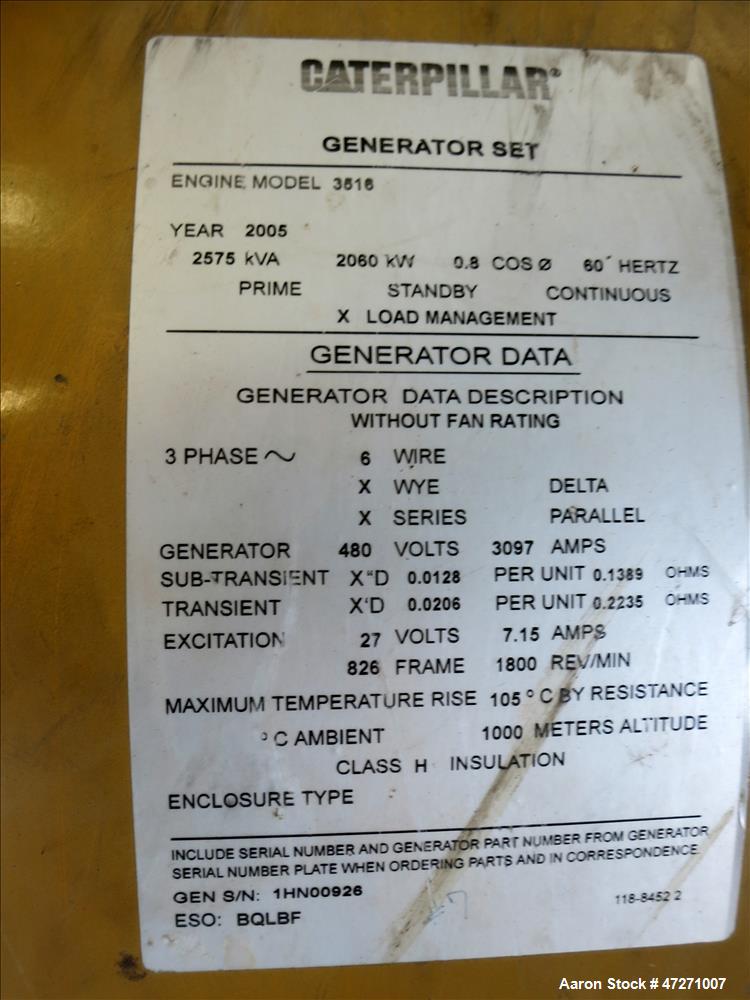 CATERPILLAR®
GENERATOR SET
ENGINE MODEL 3516
YEAR 2005
2575 kVA 2060 kW 0.8 COS Ø 60 HERTZ
PRIME STANDBY CONTINUOUS
X LOAD MANAGEMENT
GENERATOR DATA
GENERATOR DATA DESCRIPTION
WITHOUT FAN RATING
3 PHASE ~ 6 WIRE
X WYE DELTA
X SERIES PARALLEL
GENERATOR 480 VOLTS 3097 AMPS
SUB-TRANSIENT X"D 0.0128 PER UNIT 0.1389 OHMS
TRANSIENT X'D 0.0206 PER UNIT 0.2235 OHMS
EXCITATION 27 VOLTS 7.15 AMPS
826 FRAME 1800 REV/MIN
MAXIMUM TEMPERATURE RISE 105 °C BY RESISTANCE
°C AMBIENT 1000 METERS ALTITUDE
CLASS H INSULATION
ENCLOSURE TYPE
INCLUDE SERIAL NUMBER AND GENERATOR PART NUMBER FROM GENERATOR
SERIAL NUMBER PLATE WHEN ORDERING PARTS AND IN CORRESPONDENCE.
GEN S/N: 1HN00926
118-8452 2
ESO: BQLBF
Aaron Stock # 47271007